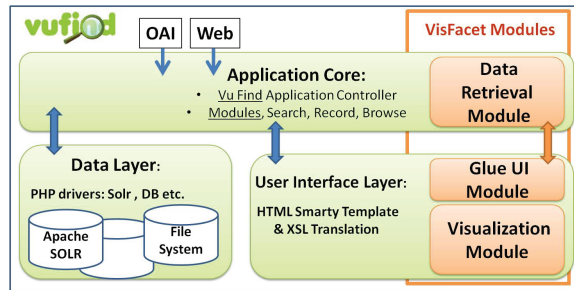 vufind
OAI
Web
VisFacet Modules
Application Core:
• Vu Find Application Controller
• Modules, Search, Record, Browse
Data
Retrieval
Module
Data Layer:
PHP drivers: Solr , DB etc.
Apache
SOLR
File
System
User Interface Layer:
HTML Smarty Template
& XSL Translation
Glue UI
Module
Visualization
Module